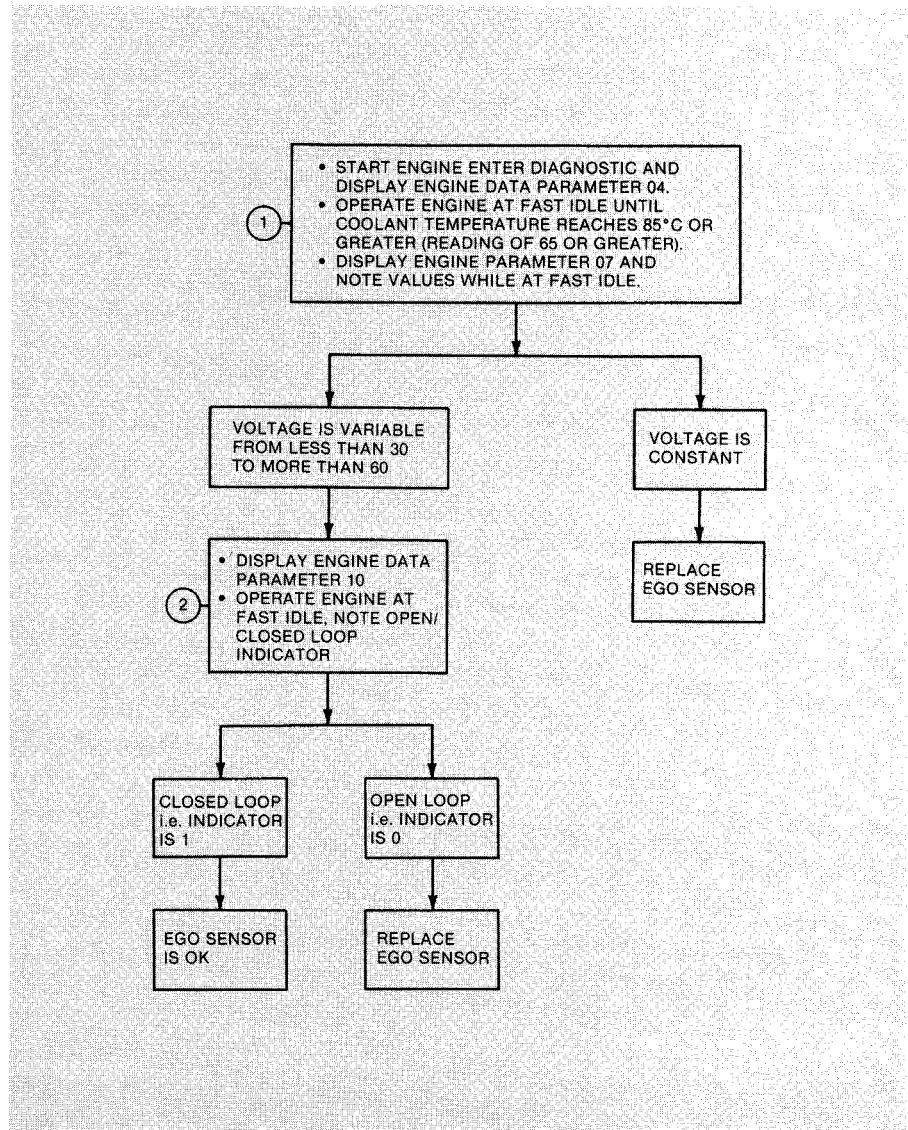 • START ENGINE ENTER DIAGNOSTIC AND
DISPLAY ENGINE DATA PARAMETER 04.
• OPERATE ENGINE AT FAST IDLE UNTIL
COOLANT TEMPERATURE REACHES 85°C OR
GREATER (READING OF 65 OR GREATER).
• DISPLAY ENGINE PARAMETER 07 AND
NOTE VALUES WHILE AT FAST IDLE.
1
VOLTAGE IS VARIABLE
FROM LESS THAN 30
TO MORE THAN 60
VOLTAGE IS
CONSTANT
• DISPLAY ENGINE DATA
PARAMETER 10
• OPERATE ENGINE AT
FAST IDLE, NOTE OPEN/
CLOSED LOOP
INDICATOR
2
REPLACE
EGO SENSOR
CLOSED LOOP
i.e. INDICATOR
IS 1
OPEN LOOP
i.e. INDICATOR
IS 0
EGO SENSOR
IS OK
REPLACE
EGO SENSOR